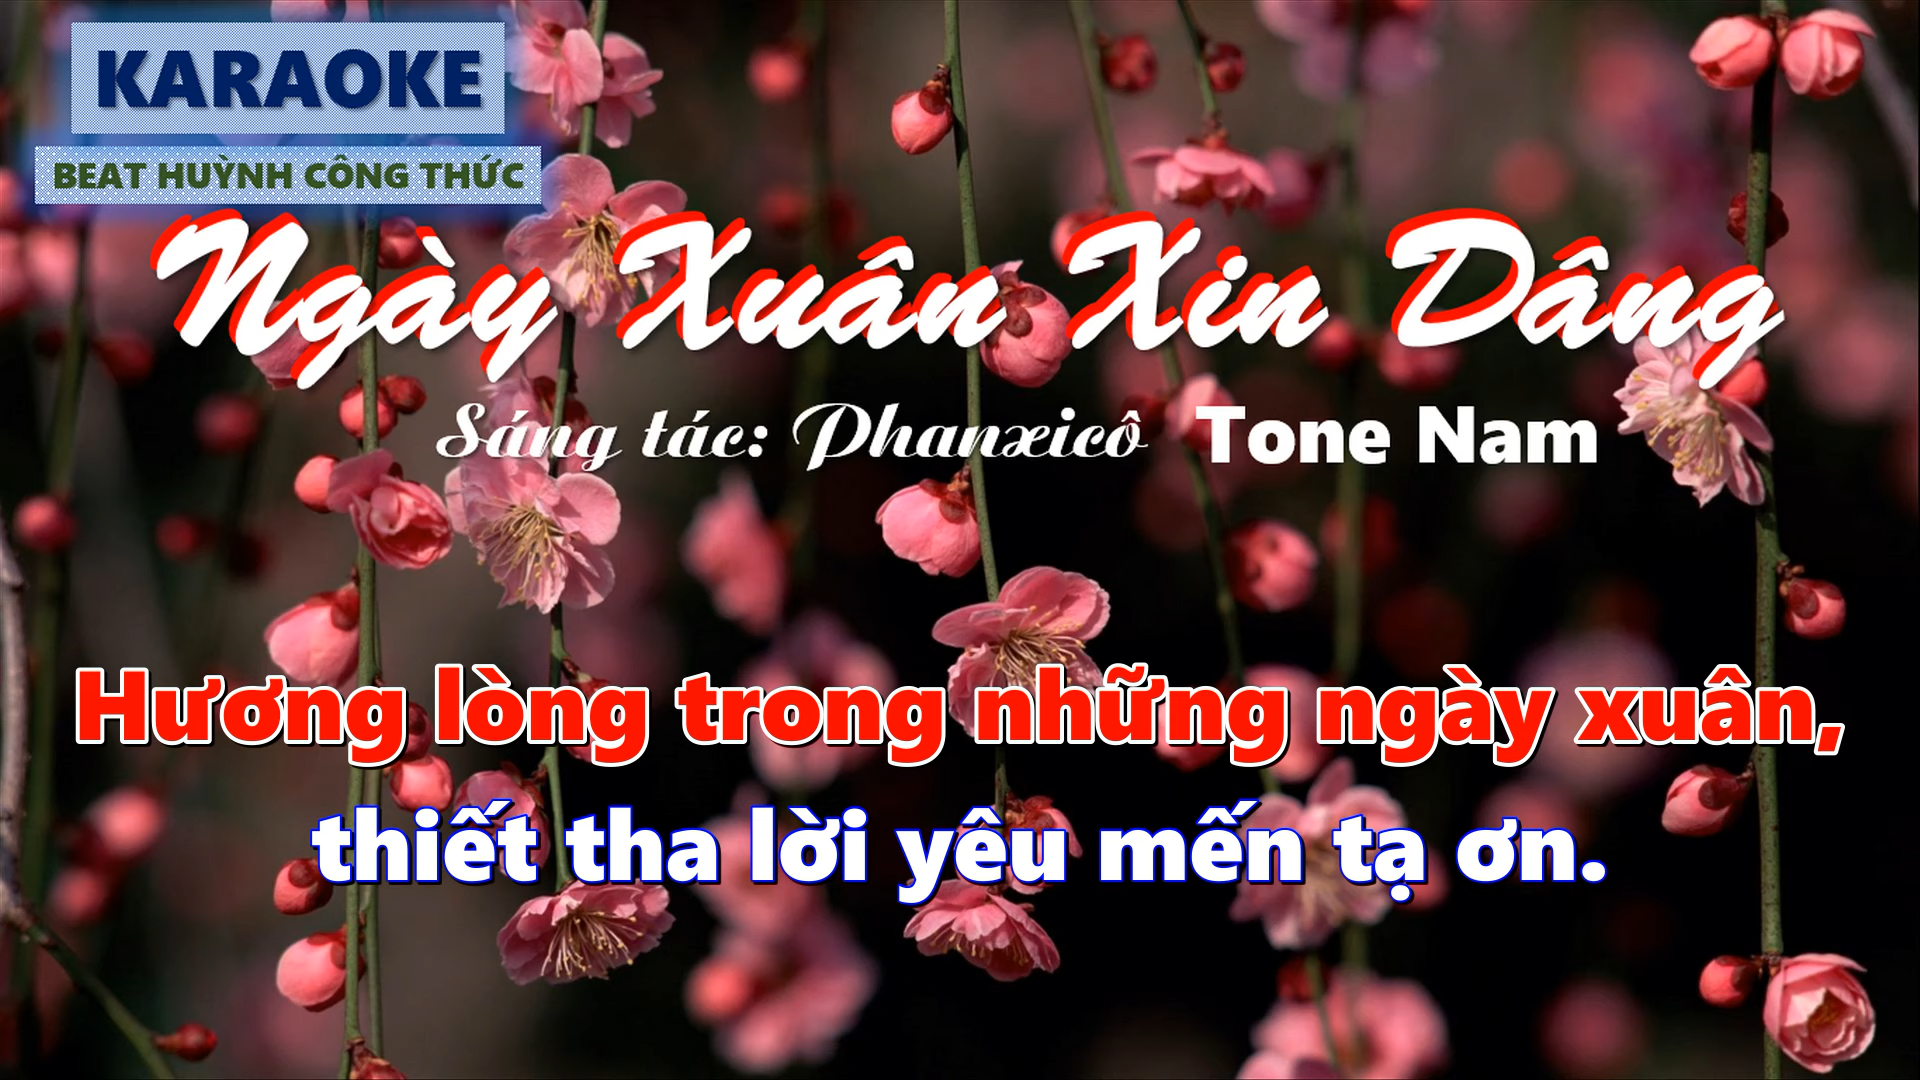 KARAOKE
BEAT HUỲNH CÔNG THỨC
Ngày Xuân Xin Dâng
Sáng tác: Phanxicô Tone Nam
Hương lòng trong những ngày xuân,
thiết tha lời yêu mến tạ ơn.